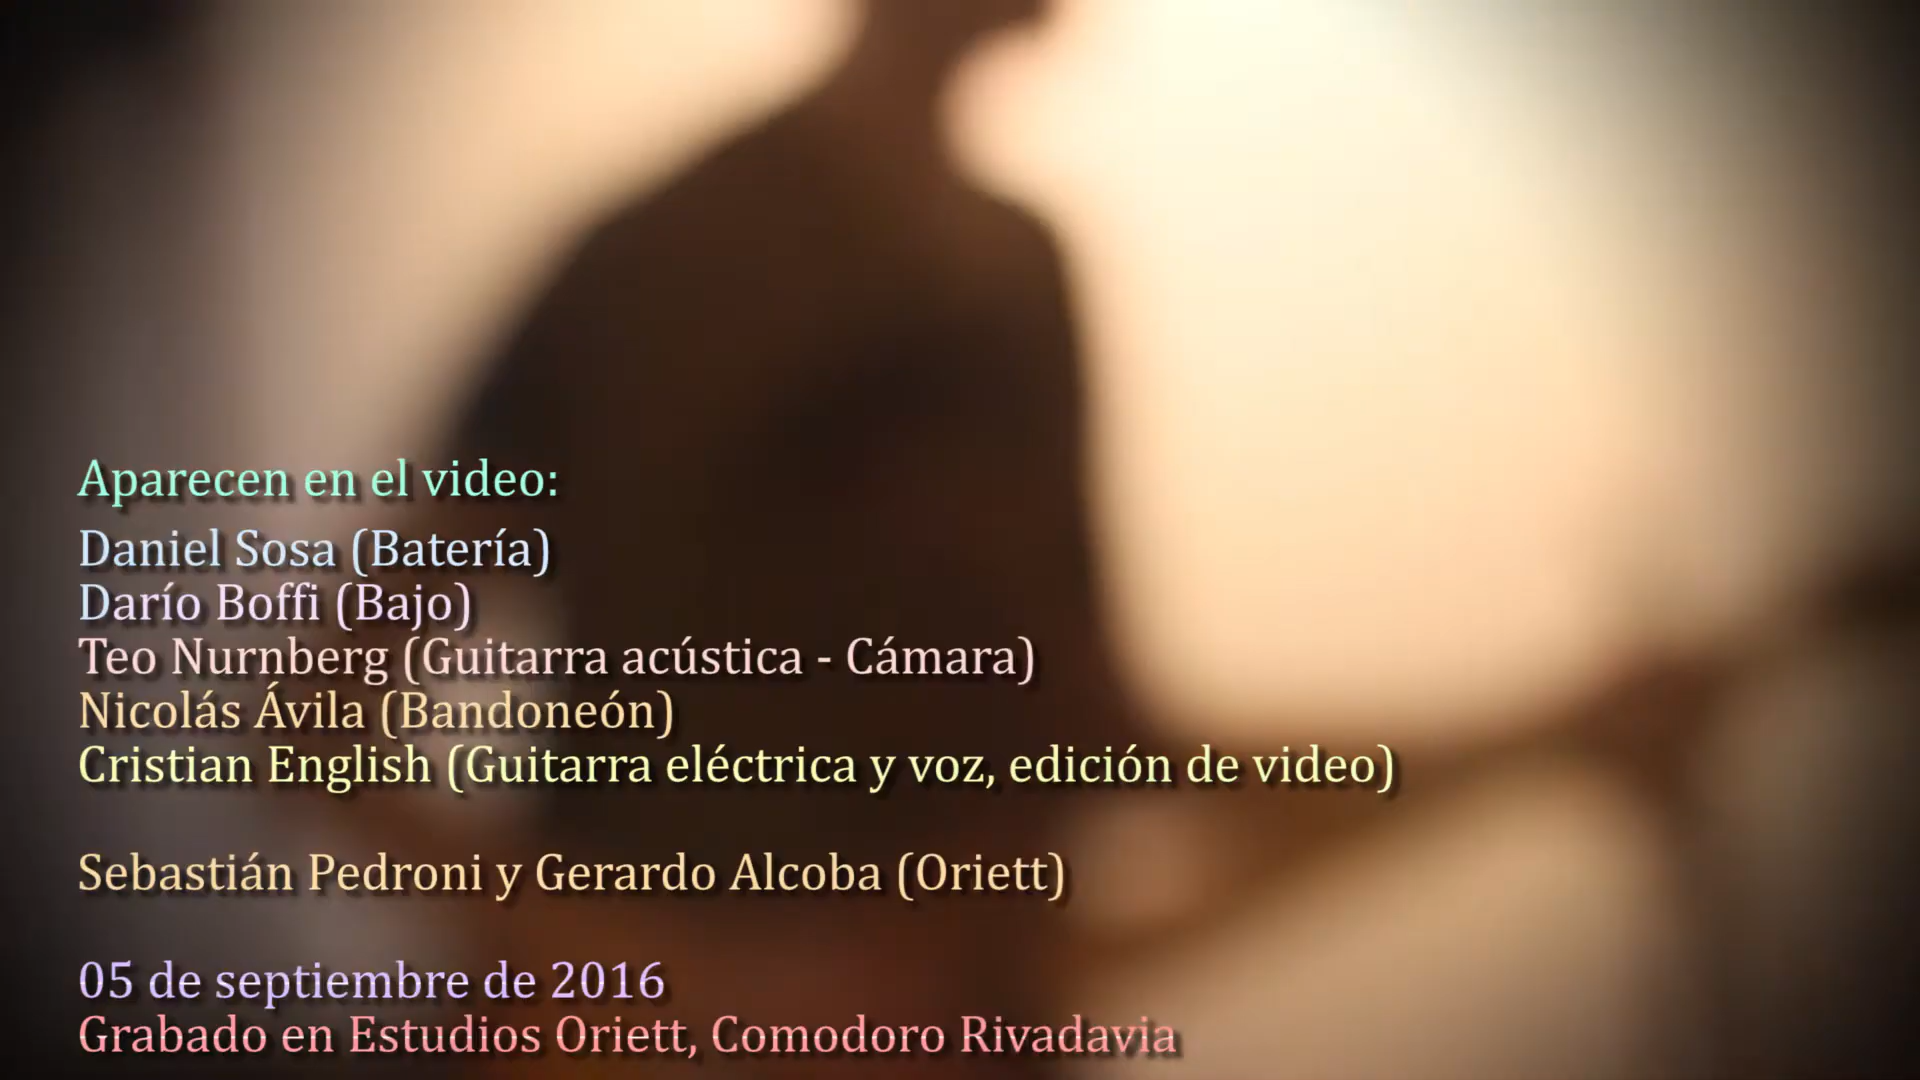 Aparecen en el video:
Daniel Sosa (Batería)
Darío Boffi (Bajo)
Teo Nurnberg (Guitarra acústica - Cámara)
Nicolás Ávila (Bandoneón)
Cristian English (Guitarra eléctrica y voz, edición de video)
Sebastián Pedroni y Gerardo Alcoba (Oriett)
05 de septiembre de 2016
Grabado en Estudios Oriett, Comodoro Rivadavia